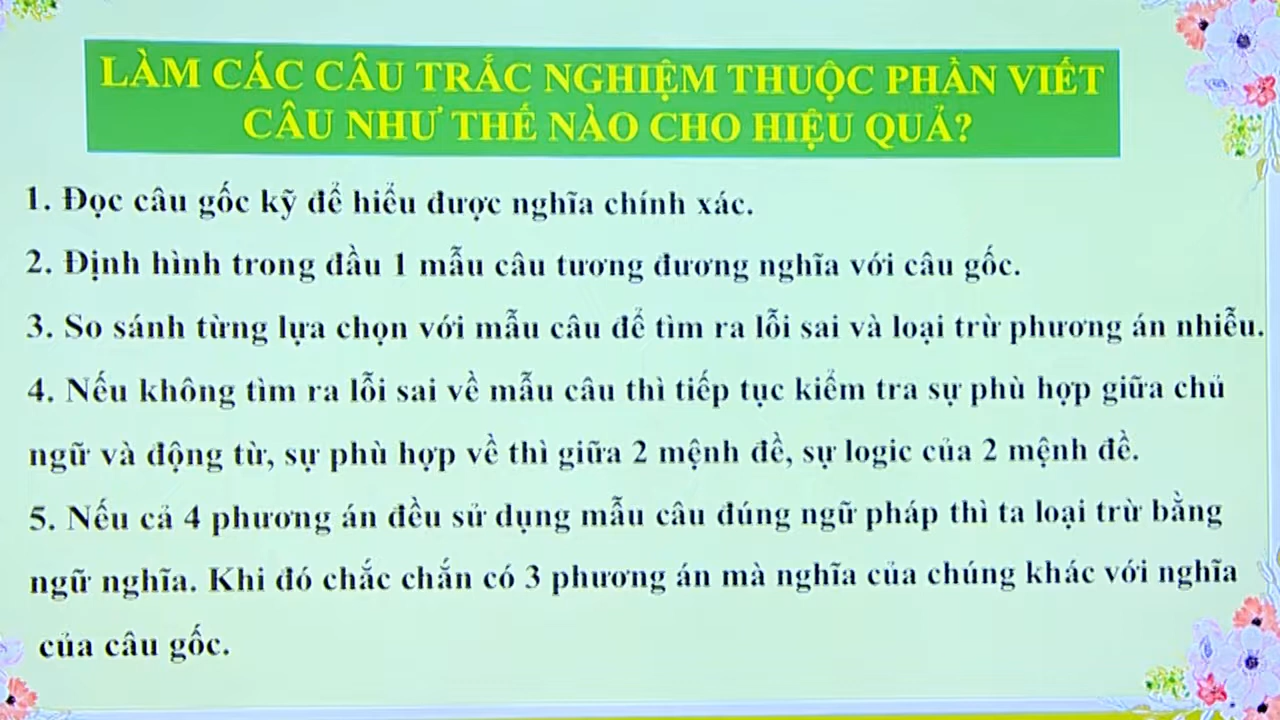 LÀM CÁC CÂU TRẮC NGHIỆM THUỘC PHẦN VIẾT
CÂU NHƯ THẾ NÀO CHO HIỆU QUẢ?
1. Đọc câu gốc kỹ để hiểu được nghĩa chính xác.
2. Định hình trong đầu 1 mẫu câu tương đương nghĩa với câu gốc.
3. So sánh từng lựa chọn với mẫu câu để tìm ra lỗi sai và loại trừ phương án nhiễu.
4. Nếu không tìm ra lỗi sai về mẫu câu thì tiếp tục kiểm tra sự phù hợp giữa chủ
ngữ và động từ, sự phù hợp về thì giữa 2 mệnh đề, sự logic của 2 mệnh đề.
5. Nếu cả 4 phương án đều sử dụng mẫu câu đúng ngữ pháp thì ta loại trừ bằng
ngữ nghĩa. Khi đó chắc chắn có 3 phương án mà nghĩa của chúng khác với nghĩa
của câu gốc.